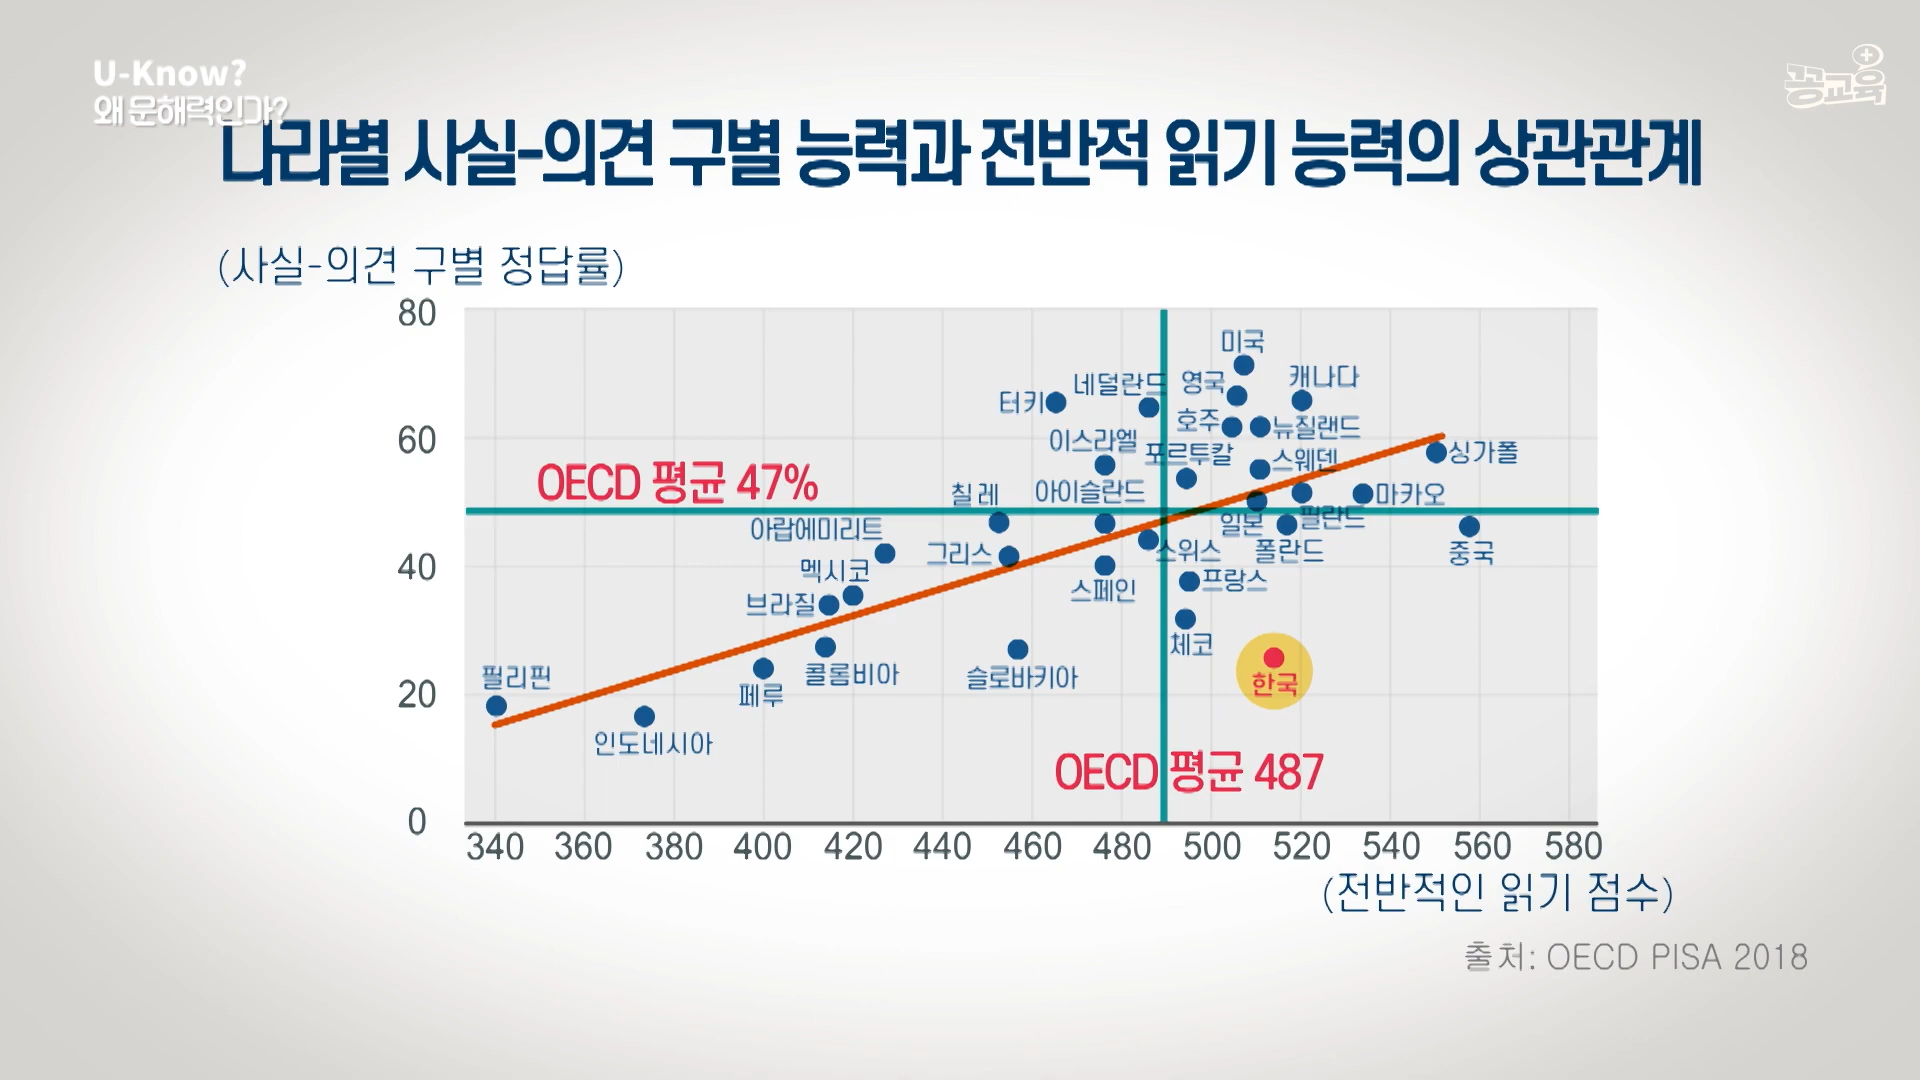 U-Know?
왜 문해력인가?
꽁교육
나라별 사실-의견 구별 능력과 전반적 읽기 능력의 상관관계
(사실-의견 구별 정답률)
80
60
40
20
0
미국
캐나다
영국
네덜란드
터키
호주
뉴질랜드
이스라엘
포르투칼
스웨덴
싱가폴
OECD 평균 47%
칠레
아이슬란드
마카오
일본
핀란드
아랍에미리트
그리스
스위스
폴란드
중국
멕시코
스페인
프랑스
브라질
체코
콜롬비아
슬로바키아
한국
필리핀
페루
인도네시아
OECD 평균 487
340 360 380 400 420 440 460 480 500 520 540 560 580
(전반적인 읽기 점수)
출처: OECD PISA 2018